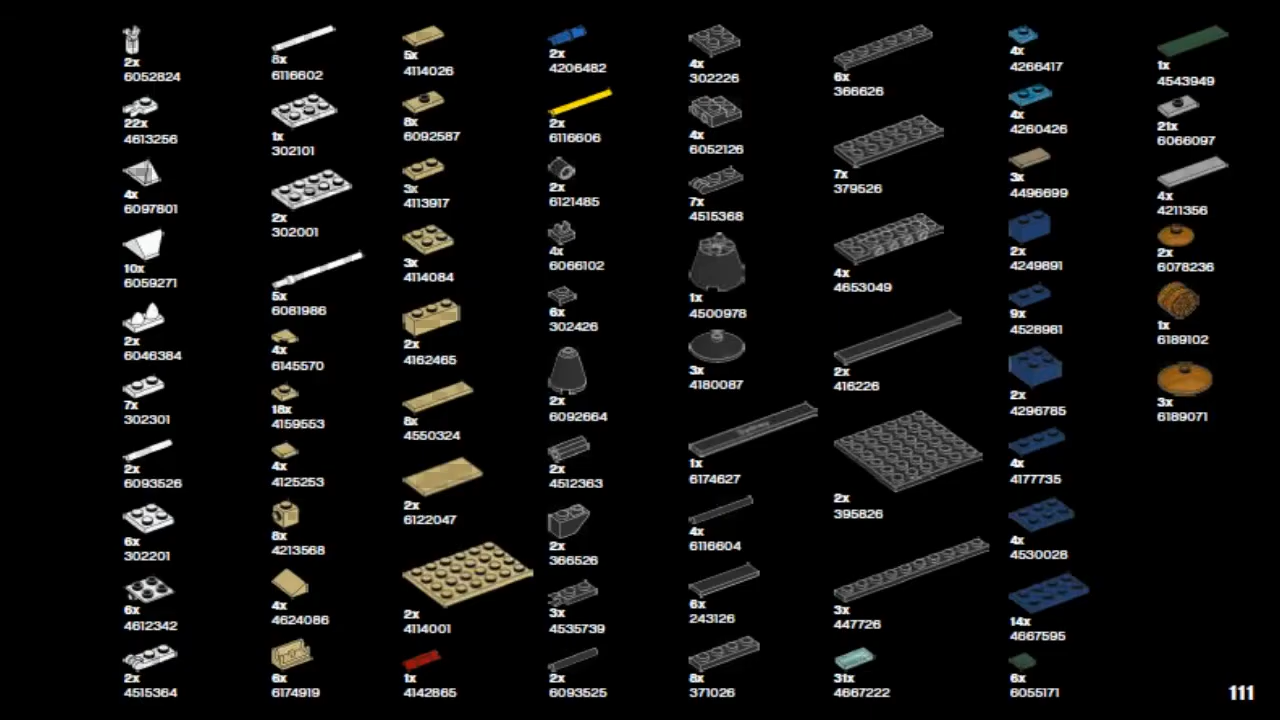 2x
6052824
22x
4613256
4x
6097801
10x
6059271
2x
6046384
7x
302301
2x
6093526
6x
302201
6x
4612342
2x
4515364
8x
6116602
1x
302101
2x
302001
5x
6081986
4x
6145570
18x
4159553
4x
4125253
8x
4213568
4x
4624086
6x
6174919
5x
4114026
8x
6092587
3x
4113917
3x
4114084
2x
4162465
8x
4550324
2x
6122047
2x
4114001
1x
4142865
2x
4206482
2x
6116606
2x
6121485
4x
6066102
6x
302426
2x
6092664
2x
4512363
2x
366526
3x
4535739
2x
6093525
4x
302226
4x
6052126
7x
4515368
1x
4500978
3x
4180087
1x
6174627
4x
6116604
6x
243126
8x
371026
6x
366626
7x
379526
4x
4653049
2x
416226
2x
395826
3x
447726
31x
4667222
4x
4266417
4x
4260426
3x
4496699
2x
4249891
9x
4528981
2x
4296785
4x
4177735
4x
4530028
14x
4667595
6x
6055171
1x
4543949
21x
6066097
4x
4211356
2x
6078236
1x
6189102
3x
6189071
111